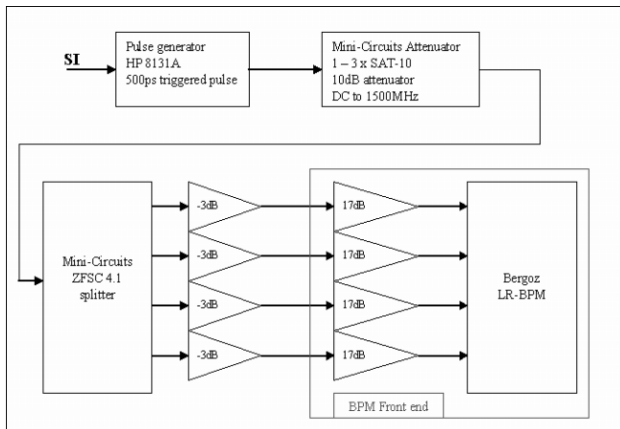 SI
Pulse generator
HP 8131A
500ps triggered pulse
Mini-Circuits Attenuator
1 – 3 x SAT-10
10dB attenuator
DC to 1500MHz
Mini-Circuits
ZFSC 4.1
splitter
-3dB
17dB
-3dB
17dB
-3dB
17dB
-3dB
17dB
Bergoz
LR-BPM
BPM Front end